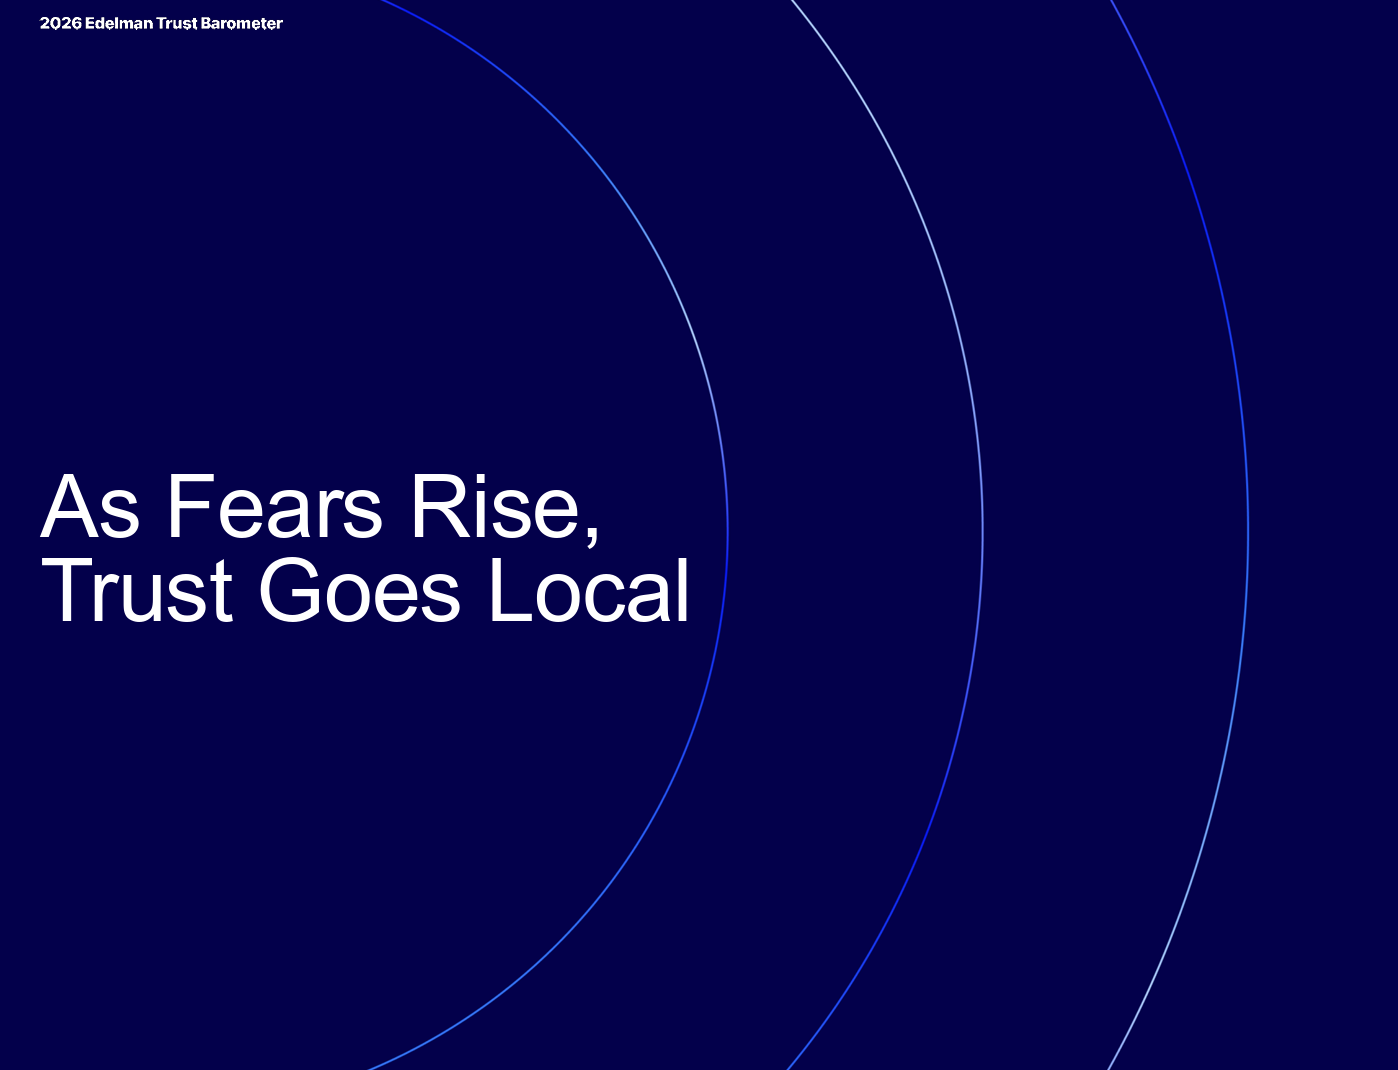 2026 Edelman Trust Barometer
As Fears Rise,
Trust Goes Local